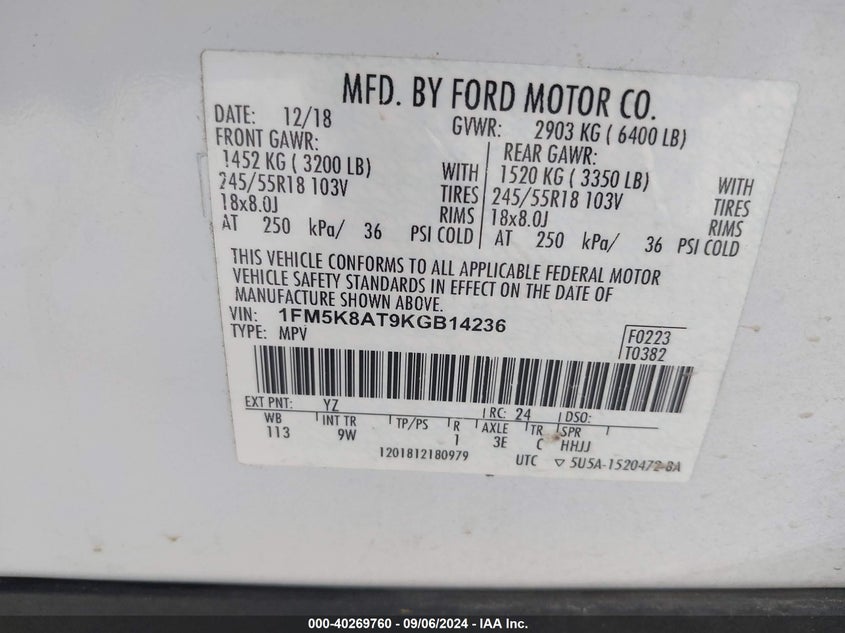 MFD. BY FORD MOTOR CO.
DATE: 12/18 GVWR: 2903 KG ( 6400 LB)
FRONT GAWR: REAR GAWR:
1452 KG ( 3200 LB) WITH 1520 KG ( 3350 LB) WITH
245/55R18 103V TIRES 245/55R18 103V TIRES
18x8.0J RIMS 18x8.0J RIMS
AT 250 kPa/ 36 PSI COLD AT 250 kPa/ 36 PSI COLD
THIS VEHICLE CONFORMS TO ALL APPLICABLE FEDERAL MOTOR
VEHICLE SAFETY STANDARDS IN EFFECT ON THE DATE OF
MANUFACTURE SHOWN ABOVE.
VIN: 1FM5K8AT9KGB14236
TYPE: MPV
F0223
T0382
EXT PNT: YZ RC: 24 DSO:
WB INT TR TP/PS R AXLE TR SPR
113 9W 1 3E C HHJJ
1201812180979 UTC ▽ 5U5A-1520472-BA
000-40269760 - 09/06/2024 - IAA Inc.